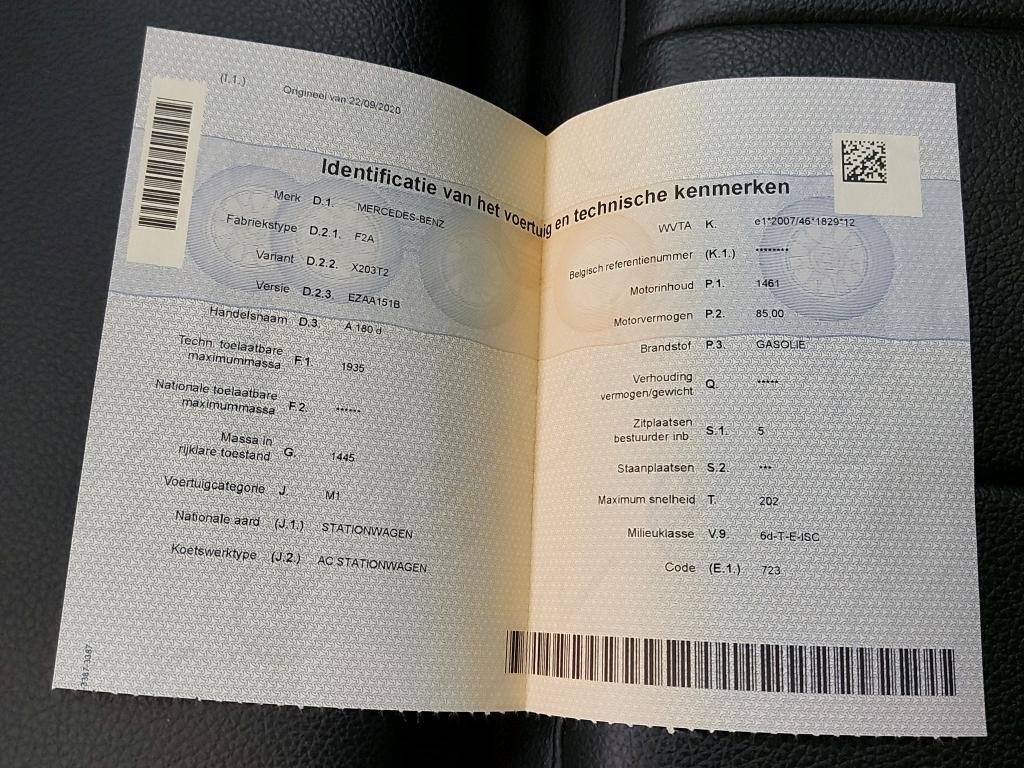 (I.1.) Origineel van 22/09/2020
Identificatie van het voertuig en technische kenmerken
Merk D.1. MERCEDES-BENZ
Fabriekstype D.2.1. F2A
Variant D.2.2. X203T2
Versie D.2.3. EZAA151B
Handelsnaam D.3. A 180 d
Techn. toelaatbare
maximummassa F.1. 1935
Nationale toelaatbare
maximummassa F.2. ******
Massa in
rijklare toestand G. 1445
Voertuigcategorie J. M1
Nationale aard (J.1.) STATIONWAGEN
Koetswerktype (J.2.) AC STATIONWAGEN
WVTA K. e1*2007/46*1829*12
Belgisch referentienummer (K.1.) ********
Motorinhoud P.1. 1461
Motorvermogen P.2. 85,00
Brandstof P.3. GASOLIE
Verhouding
vermogen/gewicht Q. *****
Zitplaatsen
bestuurder inb. S.1. 5
Staanplaatsen S.2. ***
Maximum snelheid T. 202
Milieuklasse V.9. 6d-T-E-ISC
Code (E.1.) 723